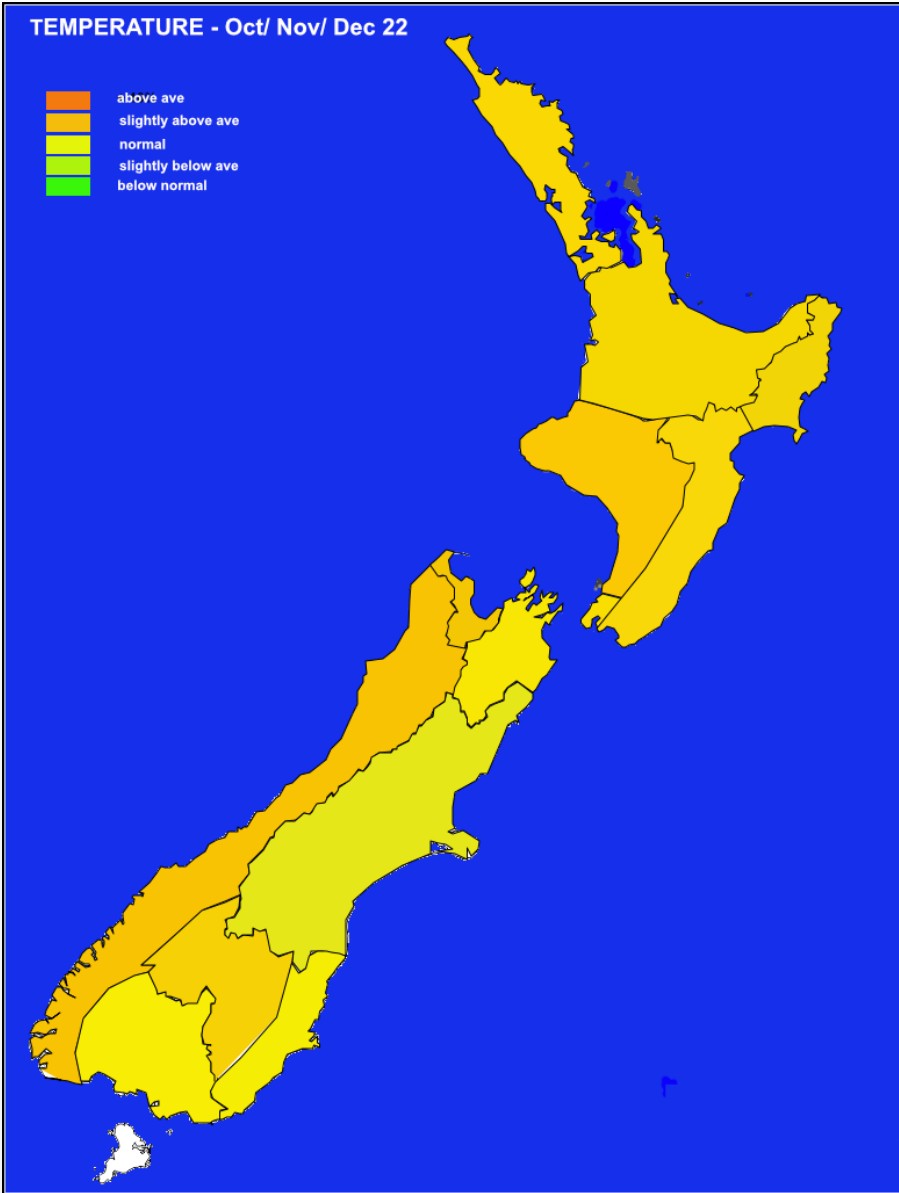 TEMPERATURE - Oct/ Nov/ Dec 22
above ave
slightly above ave
normal
slightly below ave
below normal